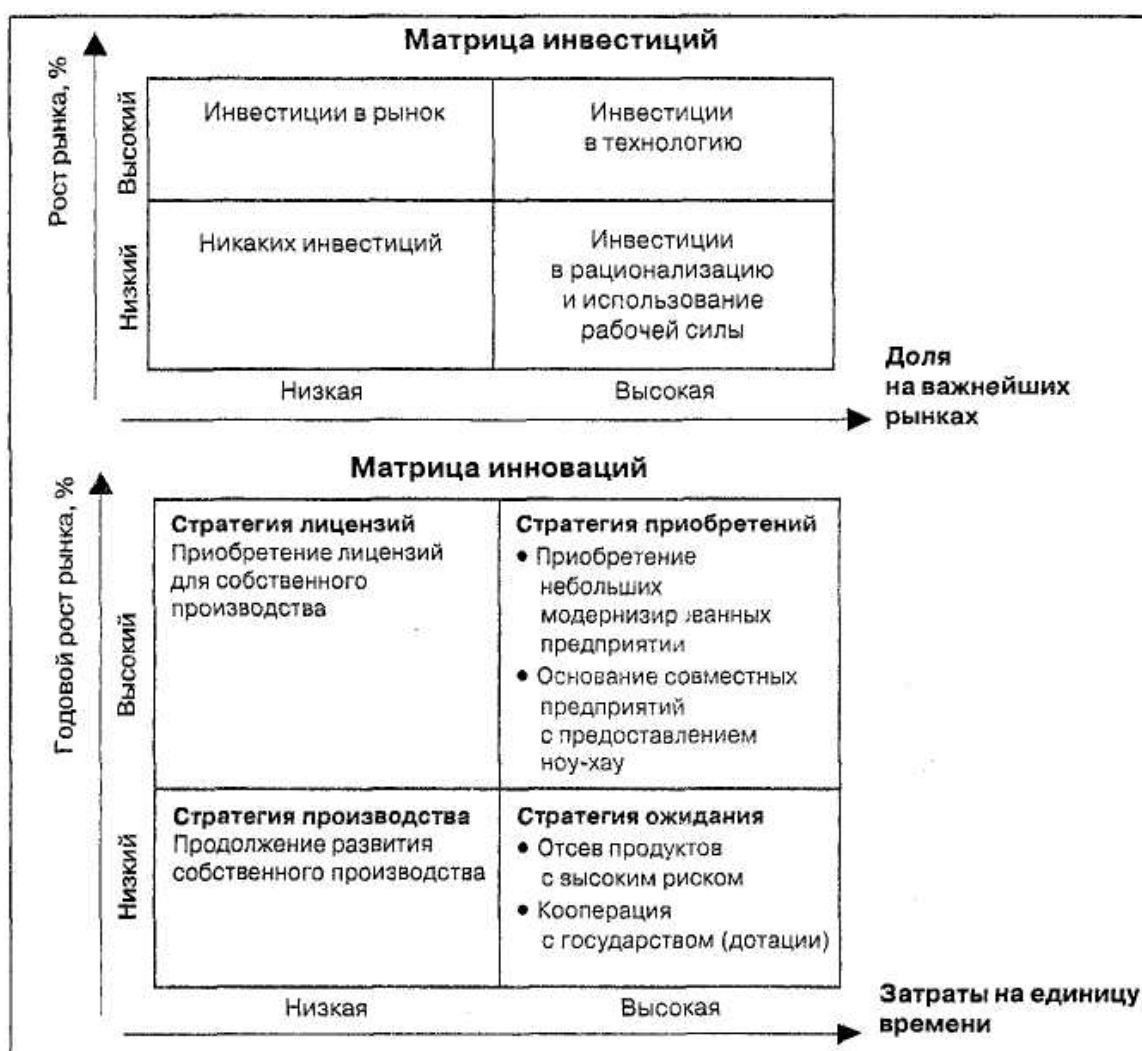 Матрица инвестиций
Рост рынка, %
Высокий
Инвестиции в рынок
Инвестиции
в технологию
Низкий
Никаких инвестиций
Инвестиции
в рационализацию
и использование
рабочей силы
Низкая
Высокая
Доля
на важнейших
рынках
Матрица инноваций
Годовой рост рынка, %
Высокий
Стратегия лицензий
Приобретение лицензий
для собственного
производства
Стратегия приобретений
● Приобретение
небольших
модернизир ванных
предприятии
● Основание совместных
предприятий
с предоставлением
ноу-хау
Низкий
Стратегия производства
Продолжение развития
собственного производства
Стратегия ожидания
● Отсев продуктов
с высоким риском
● Кооперация
с государством (дотации)
Низкая
Высокая
Затраты на единицу
времени